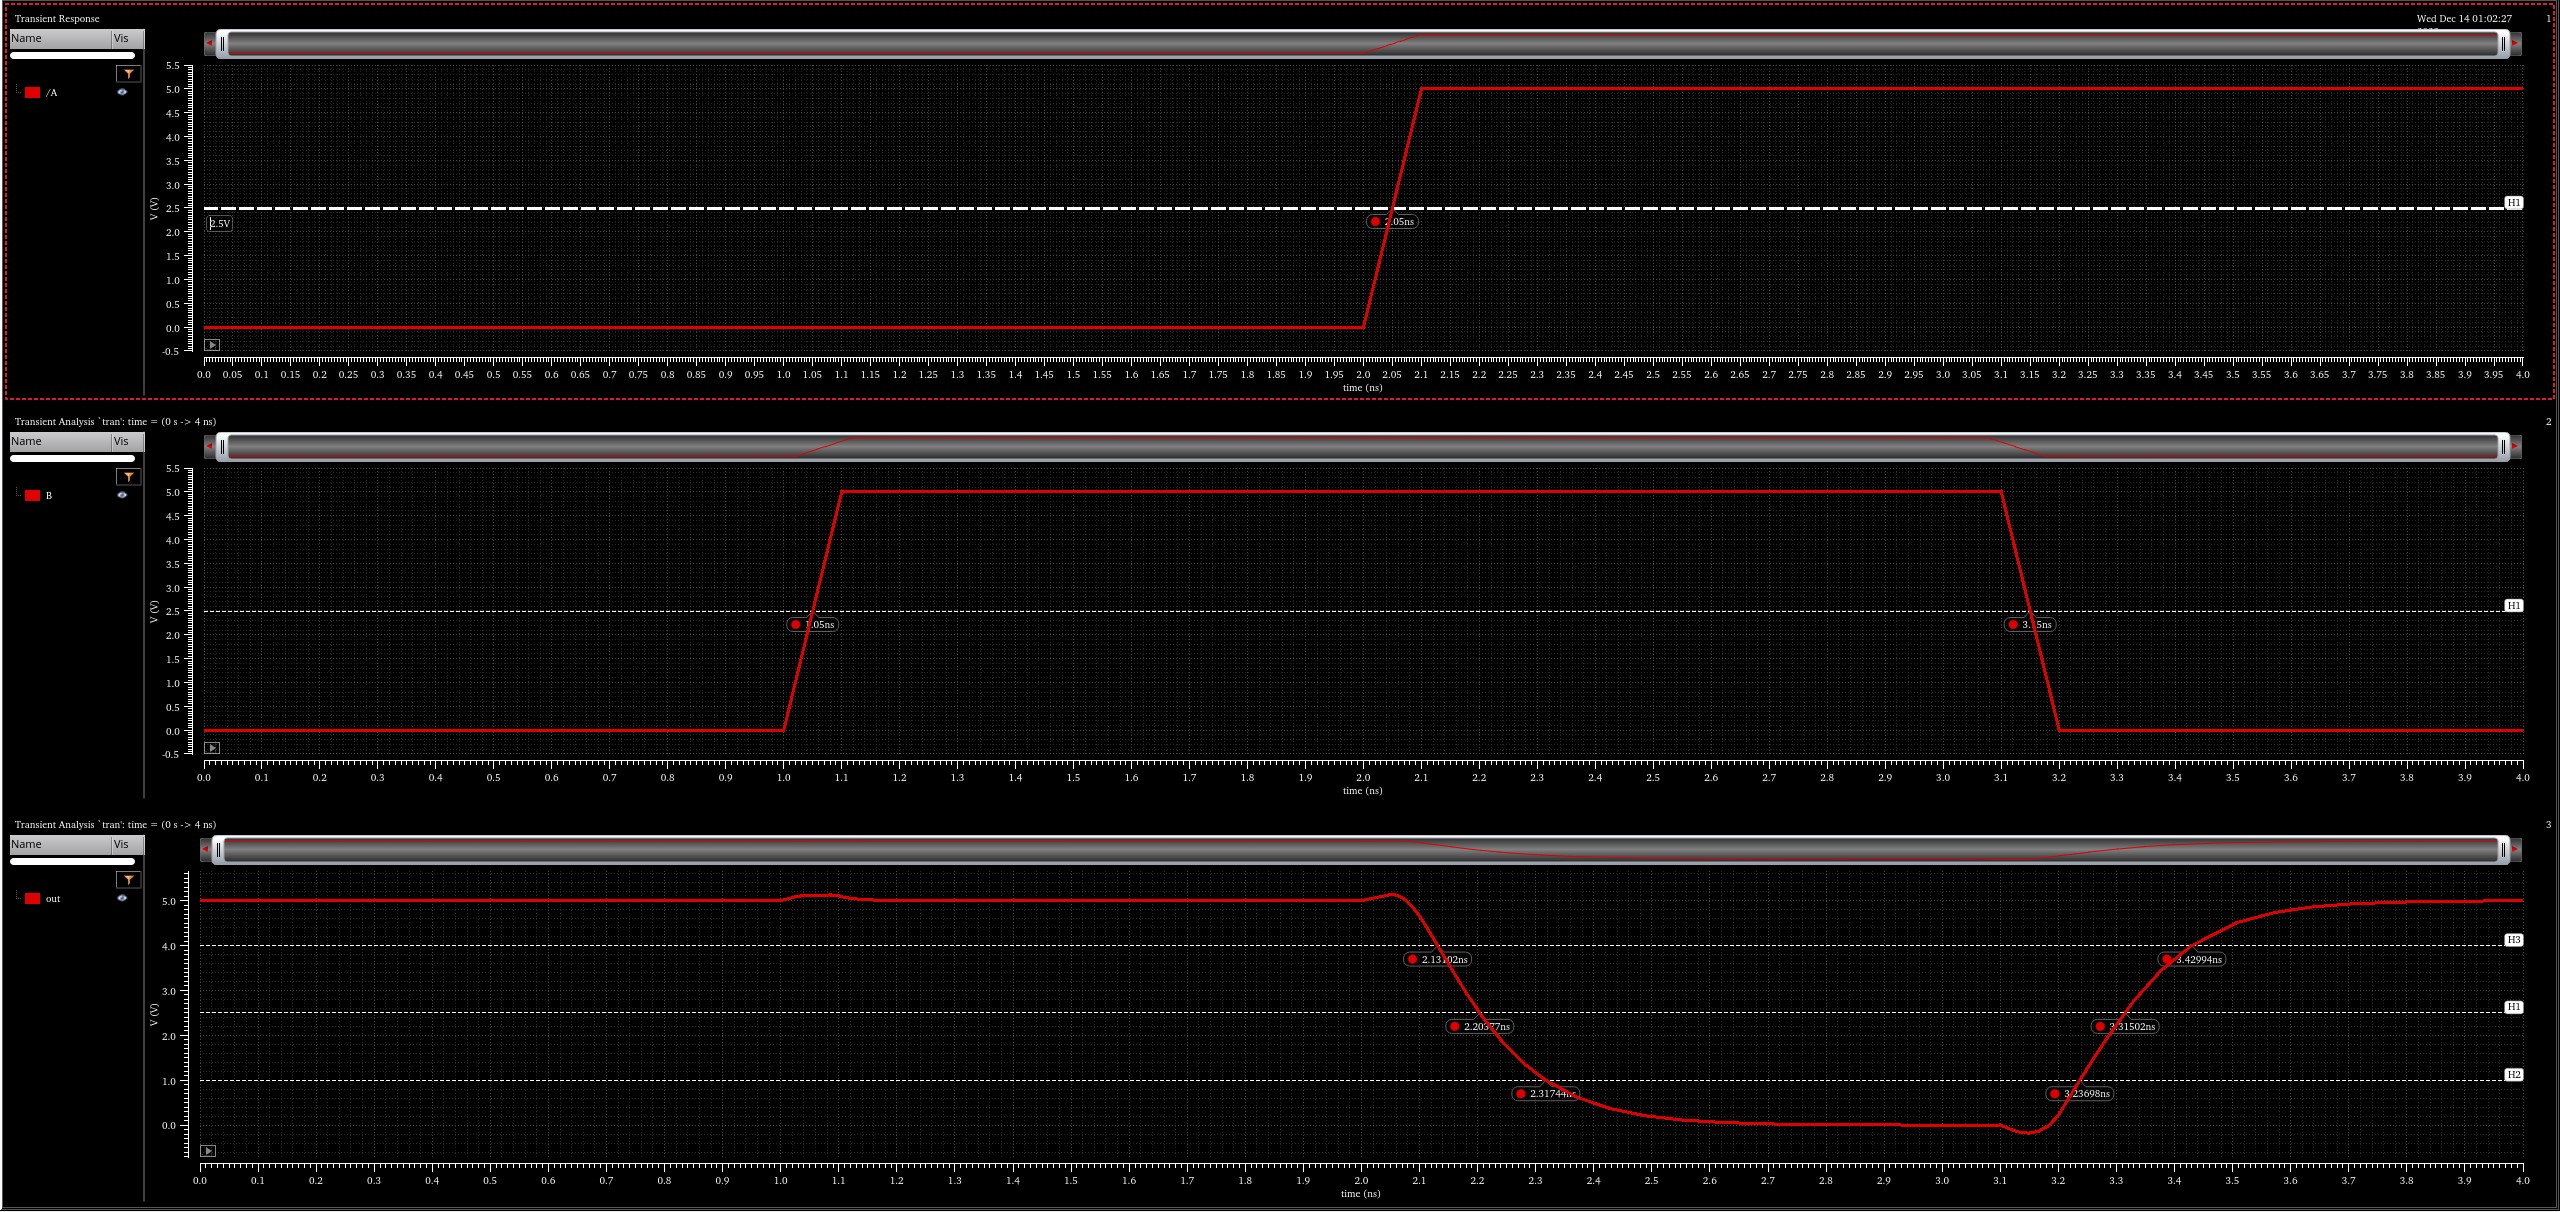 Transient Response
Wed Dec 14 01:02:27
1
Name Vis
/A
5.5
5.0
4.5
4.0
3.5
3.0
2.5
2.0
1.5
1.0
0.5
0.0
-0.5
V (V)
2.5V
2.05ns
H1
0.0 0.05 0.1 0.15 0.2 0.25 0.3 0.35 0.4 0.45 0.5 0.55 0.6 0.65 0.7 0.75 0.8 0.85 0.9 0.95 1.0 1.05 1.1 1.15 1.2 1.25 1.3 1.35 1.4 1.45 1.5 1.55 1.6 1.65 1.7 1.75 1.8 1.85 1.9 1.95 2.0 2.05 2.1 2.15 2.2 2.25 2.3 2.35 2.4 2.45 2.5 2.55 2.6 2.65 2.7 2.75 2.8 2.85 2.9 2.95 3.0 3.05 3.1 3.15 3.2 3.25 3.3 3.35 3.4 3.45 3.5 3.55 3.6 3.65 3.7 3.75 3.8 3.85 3.9 3.95 4.0
time (ns)
Transient Analysis `tran': time = (0 s -> 4 ns)
2
Name Vis
B
5.5
5.0
4.5
4.0
3.5
3.0
2.5
2.0
1.5
1.0
0.5
0.0
-0.5
V (V)
H1
1.05ns
3.15ns
0.0 0.1 0.2 0.3 0.4 0.5 0.6 0.7 0.8 0.9 1.0 1.1 1.2 1.3 1.4 1.5 1.6 1.7 1.8 1.9 2.0 2.1 2.2 2.3 2.4 2.5 2.6 2.7 2.8 2.9 3.0 3.1 3.2 3.3 3.4 3.5 3.6 3.7 3.8 3.9 4.0
time (ns)
Transient Analysis `tran': time = (0 s -> 4 ns)
3
Name Vis
out
5.0
4.0
3.0
2.0
1.0
0.0
V (V)
H3
2.13102ns
3.42994ns
H1
2.20377ns
3.31502ns
H2
2.31744ns
3.23698ns
0.0 0.1 0.2 0.3 0.4 0.5 0.6 0.7 0.8 0.9 1.0 1.1 1.2 1.3 1.4 1.5 1.6 1.7 1.8 1.9 2.0 2.1 2.2 2.3 2.4 2.5 2.6 2.7 2.8 2.9 3.0 3.1 3.2 3.3 3.4 3.5 3.6 3.7 3.8 3.9 4.0
time (ns)